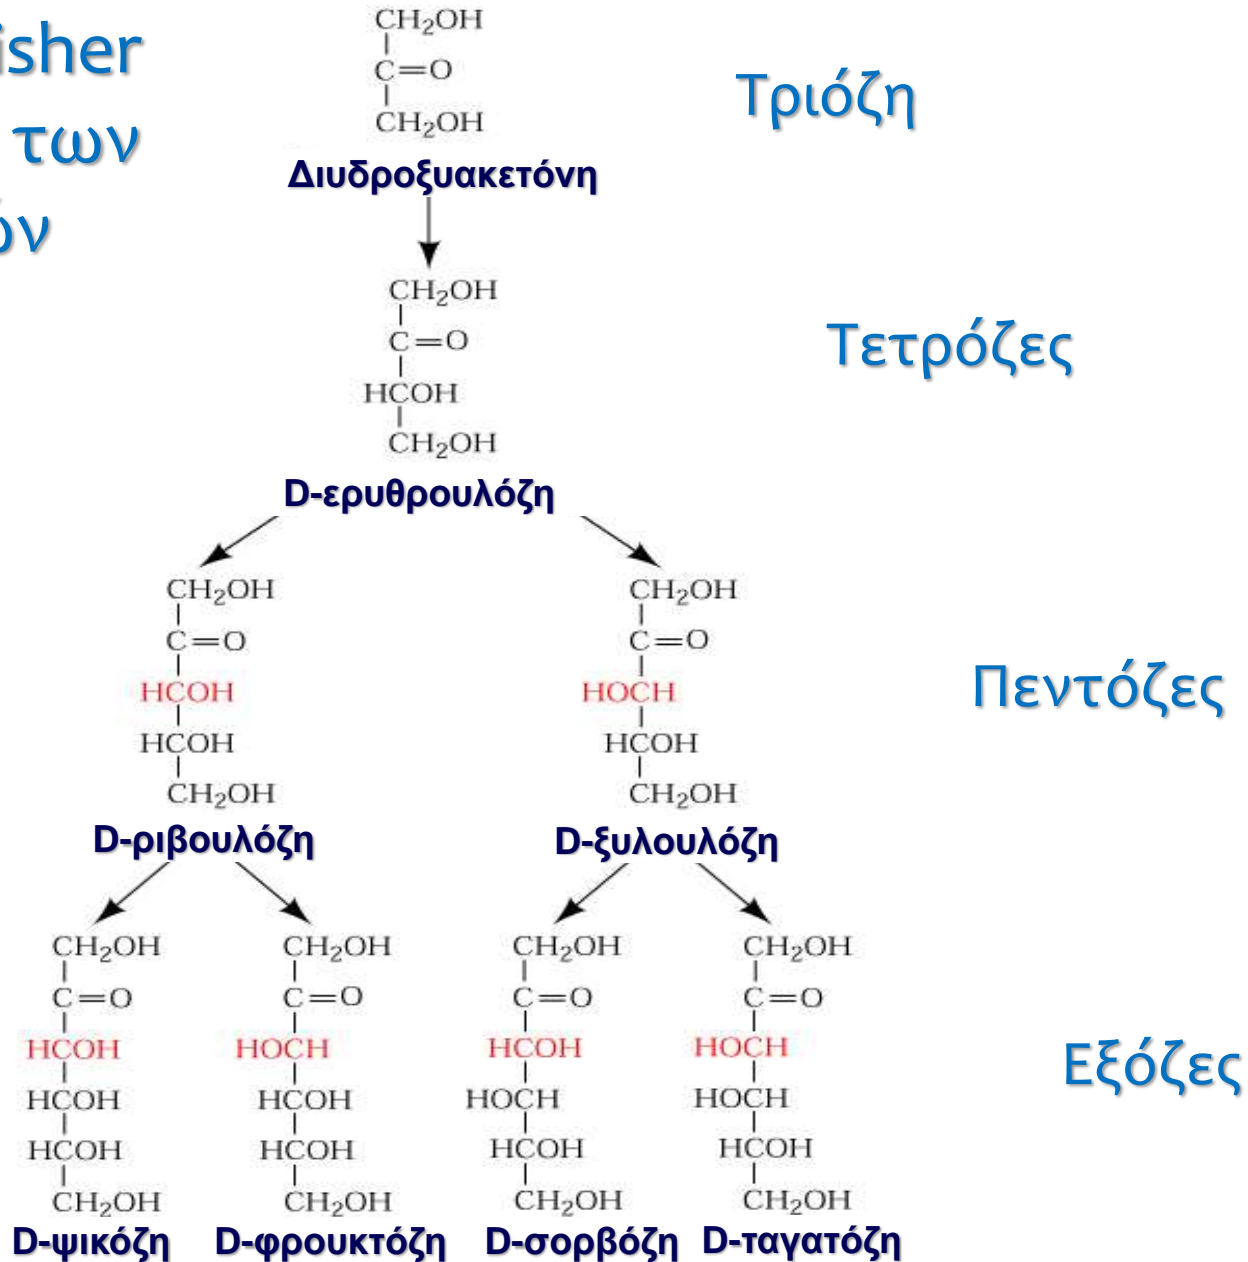 isher
των
ών
CH₂OH
C=O
CH₂OH
Τριόζη
Διυδροξυακετόνη
CH₂OH
C=O
HCOH
CH₂OH
Τετρόζες
D-ερυθρουλόζη
CH₂OH
C=O
HCOH
HCOH
CH₂OH
D-ριβουλόζη
CH₂OH
C=O
HOCH
HCOH
CH₂OH
D-ξυλουλόζη
Πεντόζες
CH₂OH
C=O
HCOH
HCOH
HCOH
CH₂OH
D-ψικόζη
CH₂OH
C=O
HOCH
HCOH
HCOH
CH₂OH
D-φρουκτόζη
CH₂OH
C=O
HCOH
HOCH
HCOH
CH₂OH
D-σορβόζη
CH₂OH
C=O
HOCH
HOCH
HCOH
CH₂OH
D-ταγατόζη
Εξόζες